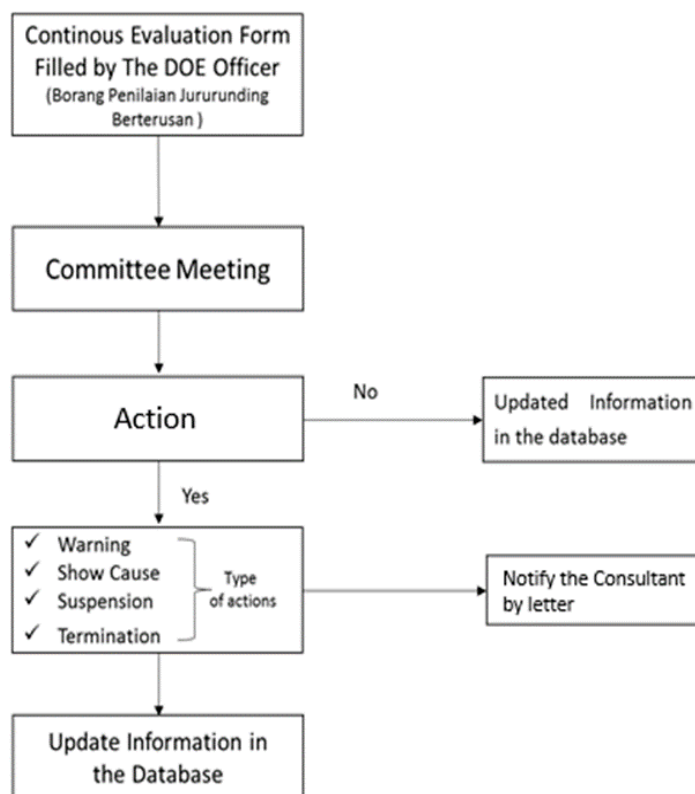 Continous Evaluation Form
Filled by The DOE Officer
(Borang Penilaian Jururunding
Berterusan )
Committee Meeting
Action
No
Updated Information
in the database
Yes
✓ Warning
✓ Show Cause
✓ Suspension
✓ Termination
Type
of actions
Notify the Consultant
by letter
Update Information in
the Database